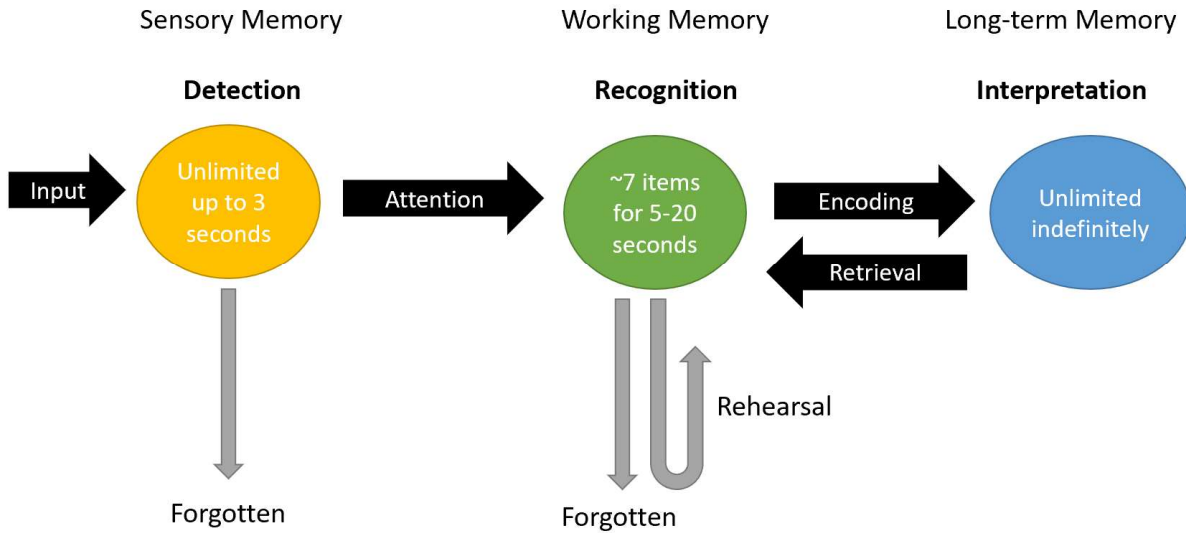 Sensory Memory
Working Memory
Long-term Memory
Detection
Recognition
Interpretation
Input
Unlimited
up to 3
seconds
Attention
~7 items
for 5-20
seconds
Encoding
Retrieval
Unlimited
indefinitely
Rehearsal
Forgotten
Forgotten